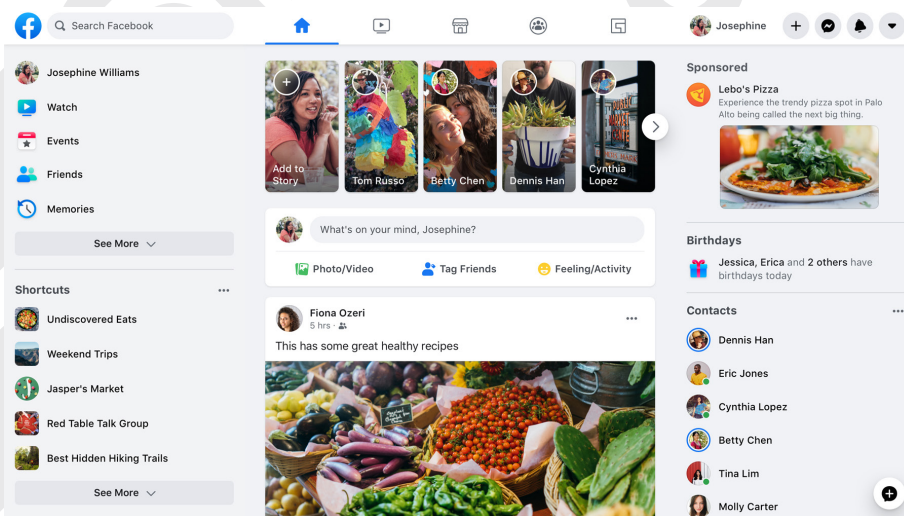 Search Facebook
Josephine
Josephine Williams
Watch
Events
Friends
Memories
See More
Shortcuts
Undiscovered Eats
Weekend Trips
Jasper's Market
Red Table Talk Group
Best Hidden Hiking Trails
See More
Add to
Story
Tom Russo
Betty Chen
Dennis Han
Cynthia
Lopez
What's on your mind, Josephine?
Photo/Video
Tag Friends
Feeling/Activity
Fiona Ozeri
5 hrs ·
This has some great healthy recipes
Sponsored
Lebo's Pizza
Experience the trendy pizza spot in Palo
Alto being called the next big thing.
Birthdays
Jessica, Erica and 2 others have
birthdays today
Contacts
Dennis Han
Eric Jones
Cynthia Lopez
Betty Chen
Tina Lim
Molly Carter